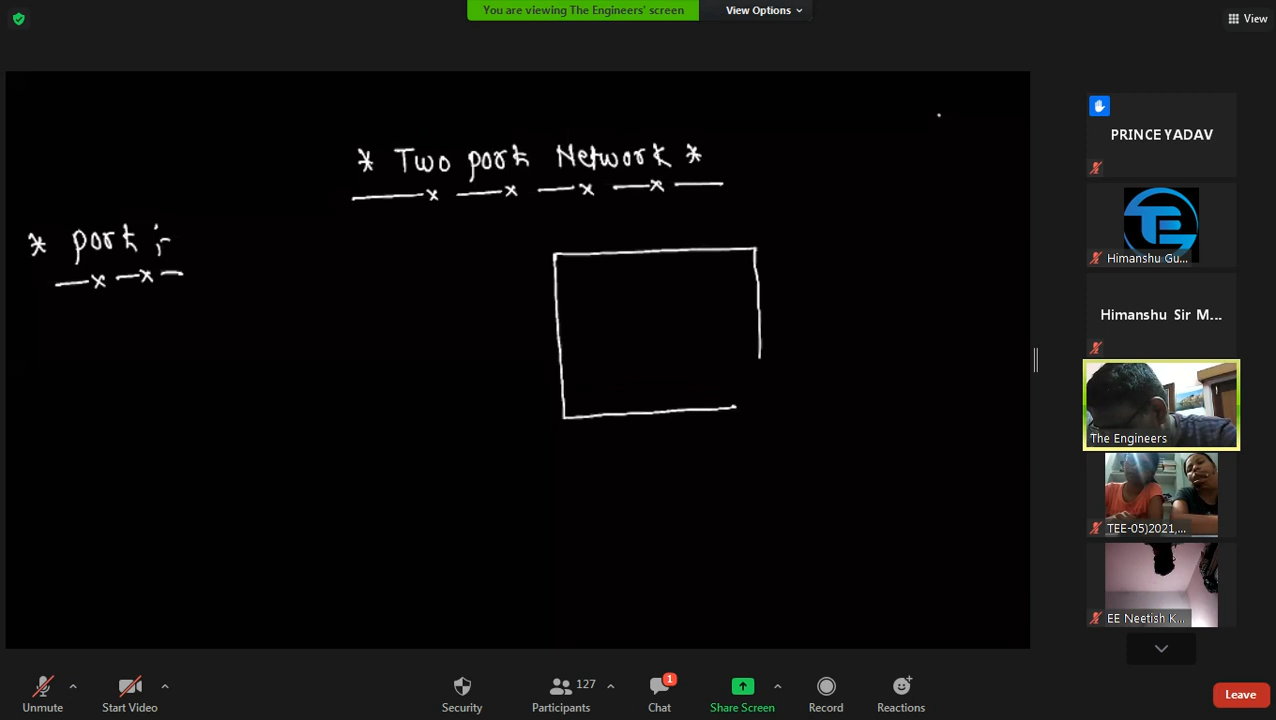 You are viewing The Engineers' screen
View Options
View
* Two port Network *
* port :-
PRINCE YADAV
Himanshu Gu...
Himanshu Sir M...
The Engineers
TEE-05)2021,...
EE Neetish K...
Unmute
Start Video
Security
127
Participants
1
Chat
Share Screen
Record
Reactions
Leave